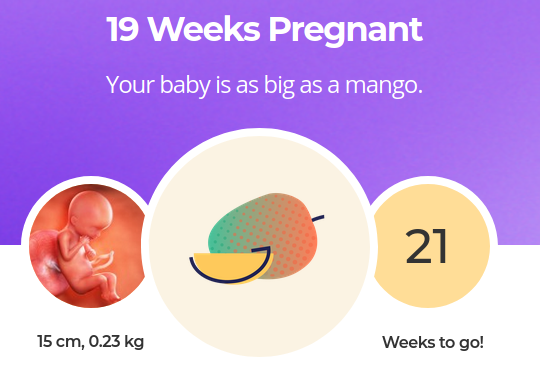 19 Weeks Pregnant
Your baby is as big as a mango.
21
15 cm, 0.23 kg
Weeks to go!